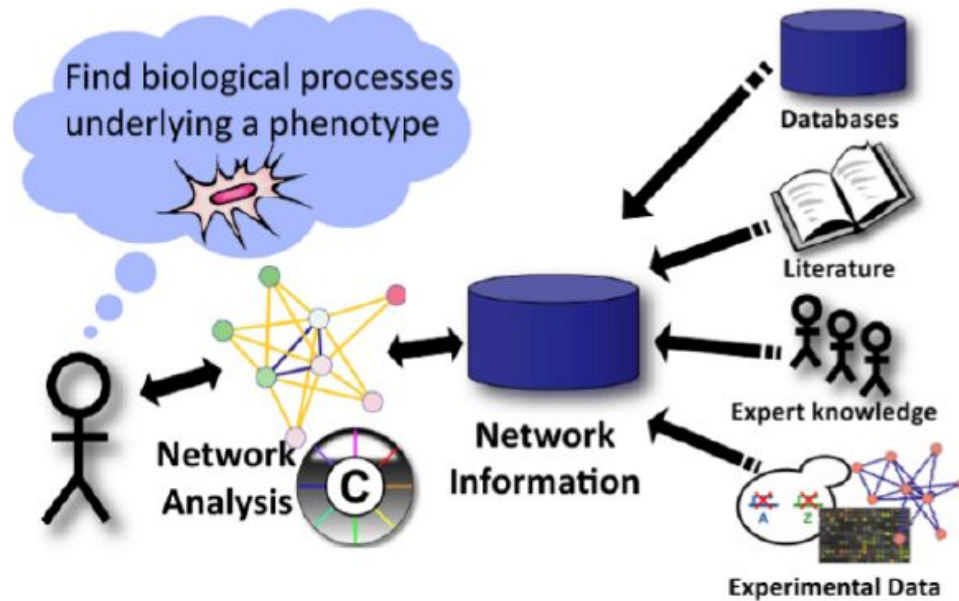 Find biological processes
underlying a phenotype
Databases
Literature
Expert knowledge
Network
Analysis
C
Network
Information
A
Z
Experimental Data